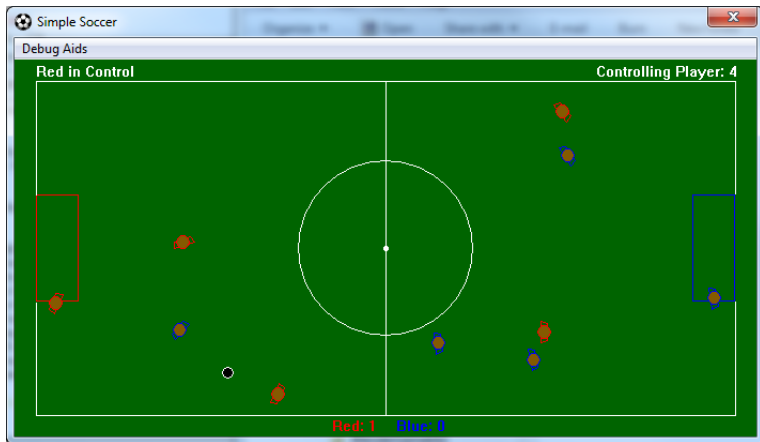 Simple Soccer
Debug Aids
Red in Control
Controlling Player: 4
Red: 1
Blue: 0